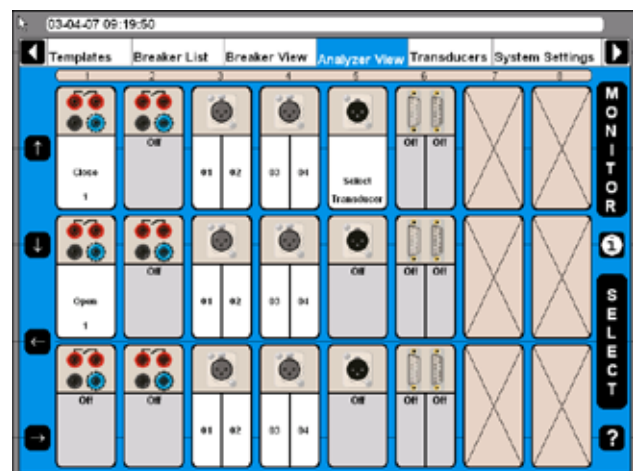 03-04-07 09:19:50
Templates Breaker List Breaker View Analyzer View Transducers System Settings
1 2 3 4 5 6 7 8
Off Off Off
Close 01 02 03 04 Select
1 Transducer
Off Off Off Off
Open 01 02 03 04
1
Off Off Off Off Off
01 02 03 04
MONITOR
i
SELECT
?